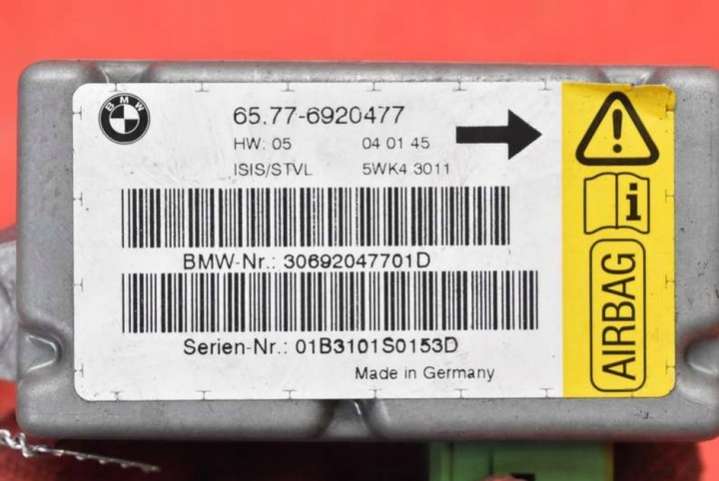 BMW
65.77-6920477
HW: 05 04 01 45
ISIS/STVL 5WK4 3011
BMW-Nr.: 30692047701D
Serien-Nr.: 01B3101S0153D
Made in Germany
i
AIRBAG